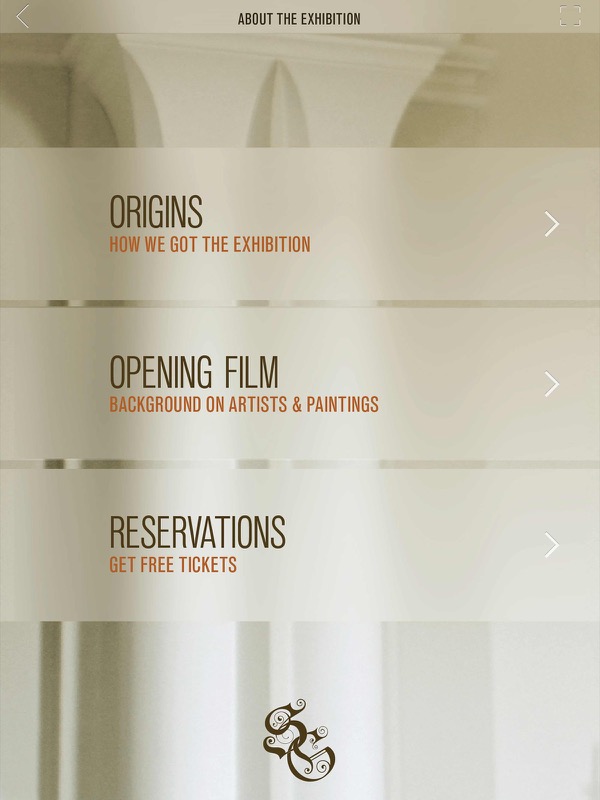 ABOUT THE EXHIBITION
ORIGINS
HOW WE GOT THE EXHIBITION
OPENING FILM
BACKGROUND ON ARTISTS & PAINTINGS
RESERVATIONS
GET FREE TICKETS